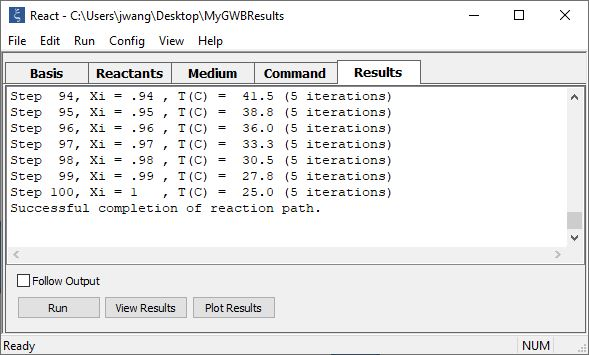 React - C:\Users\jwang\Desktop\MyGWBResults
File Edit Run Config View Help
Basis Reactants Medium Command Results
Step  94, Xi = .94 , T(C) =  41.5 (5 iterations)
Step  95, Xi = .95 , T(C) =  38.8 (5 iterations)
Step  96, Xi = .96 , T(C) =  36.0 (5 iterations)
Step  97, Xi = .97 , T(C) =  33.3 (5 iterations)
Step  98, Xi = .98 , T(C) =  30.5 (5 iterations)
Step  99, Xi = .99 , T(C) =  27.8 (5 iterations)
Step 100, Xi = 1   , T(C) =  25.0 (5 iterations)
Successful completion of reaction path.
Follow Output
Run View Results Plot Results
Ready NUM